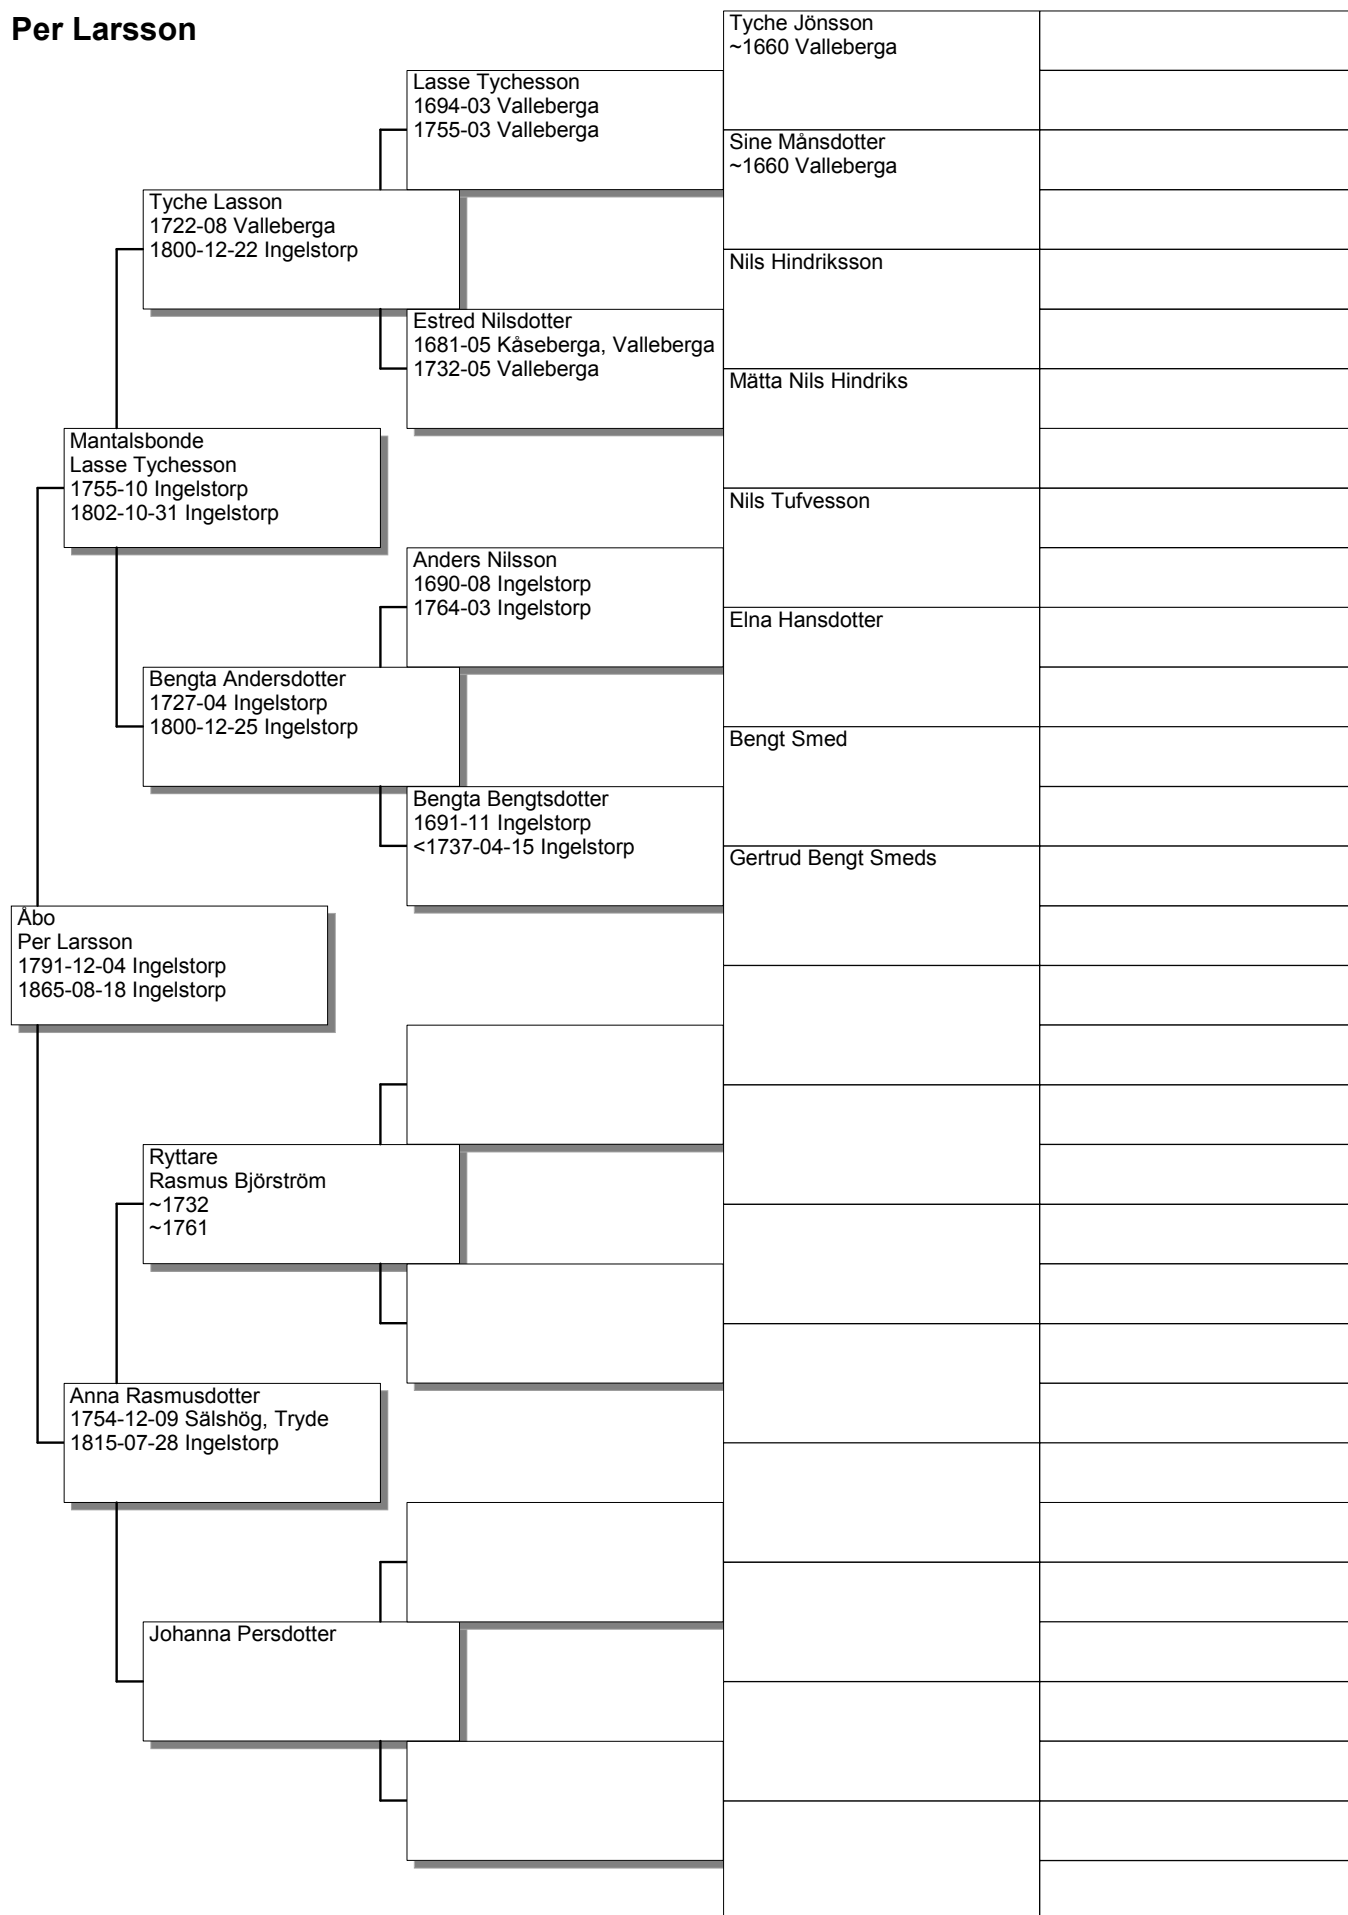 Per Larsson
Tyche Jönsson
~1660 Valleberga
Lasse Tychesson
1694-03 Valleberga
1755-03 Valleberga
Sine Månsdotter
~1660 Valleberga
Tyche Lasson
1722-08 Valleberga
1800-12-22 Ingelstorp
Nils Hindriksson
Estred Nilsdotter
1681-05 Kåseberga, Valleberga
1732-05 Valleberga
Mätta Nils Hindriks
Mantalsbonde
Lasse Tychesson
1755-10 Ingelstorp
1802-10-31 Ingelstorp
Nils Tufvesson
Anders Nilsson
1690-08 Ingelstorp
1764-03 Ingelstorp
Elna Hansdotter
Bengta Andersdotter
1727-04 Ingelstorp
1800-12-25 Ingelstorp
Bengt Smed
Bengta Bengtsdotter
1691-11 Ingelstorp
<1737-04-15 Ingelstorp
Gertrud Bengt Smeds
Åbo
Per Larsson
1791-12-04 Ingelstorp
1865-08-18 Ingelstorp
Ryttare
Rasmus Björström
~1732
~1761
Anna Rasmusdotter
1754-12-09 Sälshög, Tryde
1815-07-28 Ingelstorp
Johanna Persdotter